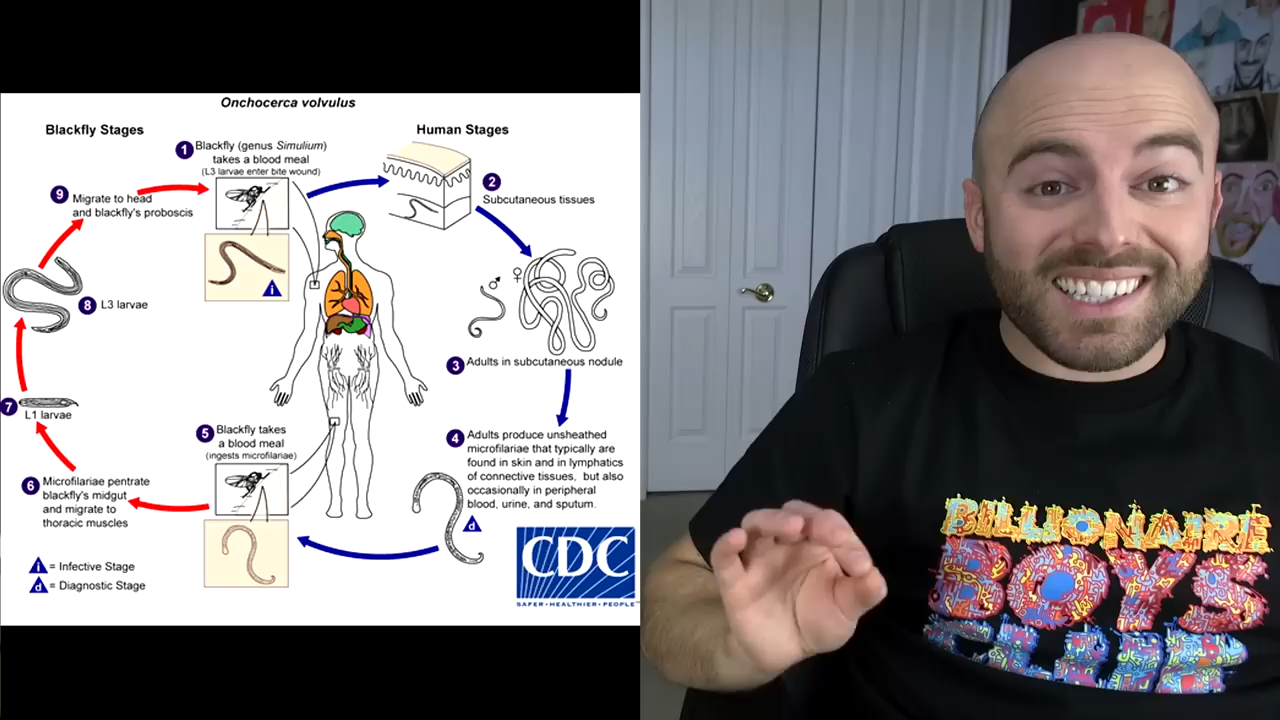 Onchocerca volvulus
Blackfly Stages
Human Stages
1
Blackfly (genus Simulium)
takes a blood meal
(L3 larvae enter bite wound)
i
2
Subcutaneous tissues
♂
♀
3
Adults in subcutaneous nodule
4
Adults produce unsheathed
microfilariae that typically are
found in skin and in lymphatics
of connective tissues, but also
occasionally in peripheral
blood, urine, and sputum.
d
5
Blackfly takes
a blood meal
(ingests microfilariae)
6
Microfilariae pentrate
blackfly's midgut
and migrate to
thoracic muscles
7
L1 larvae
8
L3 larvae
9
Migrate to head
and blackfly's proboscis
i = Infective Stage
d = Diagnostic Stage
CDC
SAFER • HEALTHIER • PEOPLE™
BILLIONAIRE
BOYS
CLUB